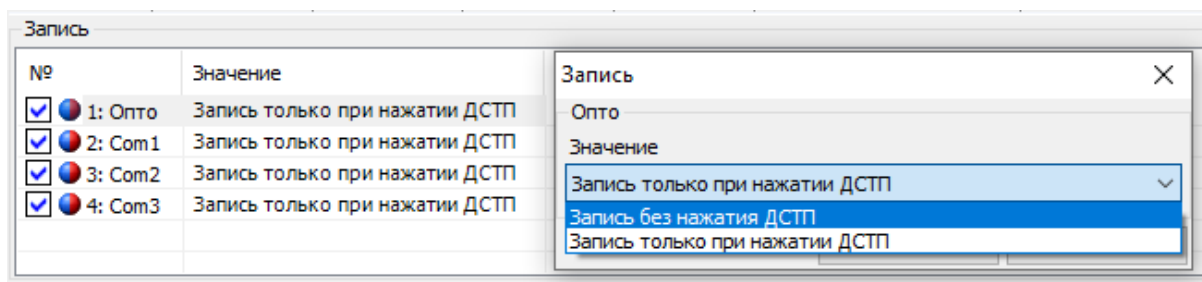 Запись
№ Значение
1: Опто Запись только при нажатии ДСТП
2: Com1 Запись только при нажатии ДСТП
3: Com2 Запись только при нажатии ДСТП
4: Com3 Запись только при нажатии ДСТП
Запись
Опто
Значение
Запись только при нажатии ДСТП
Запись без нажатия ДСТП
Запись только при нажатии ДСТП